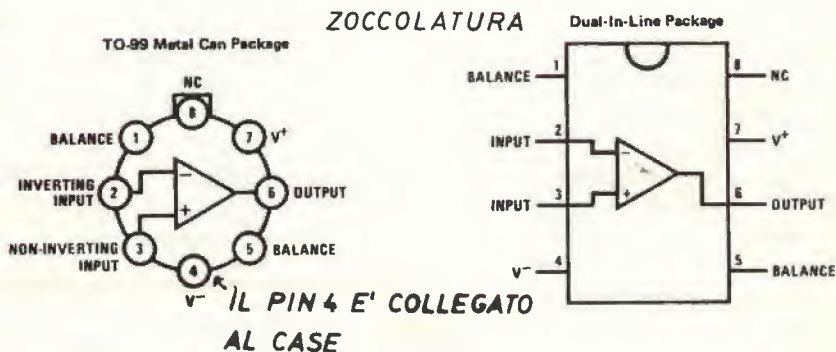 ZOCCOLATURA
TO-99 Metal Can Package
NC
8
BALANCE 1
7 V+
INVERTING
INPUT
2
-
6 OUTPUT
+
NON-INVERTING
INPUT
3
5 BALANCE
4
V-
IL PIN 4 E' COLLEGATO
AL CASE
Dual-In-Line Package
BALANCE 1
8 NC
INPUT 2
-
7 V+
INPUT 3
+
6 OUTPUT
V- 4
5 BALANCE